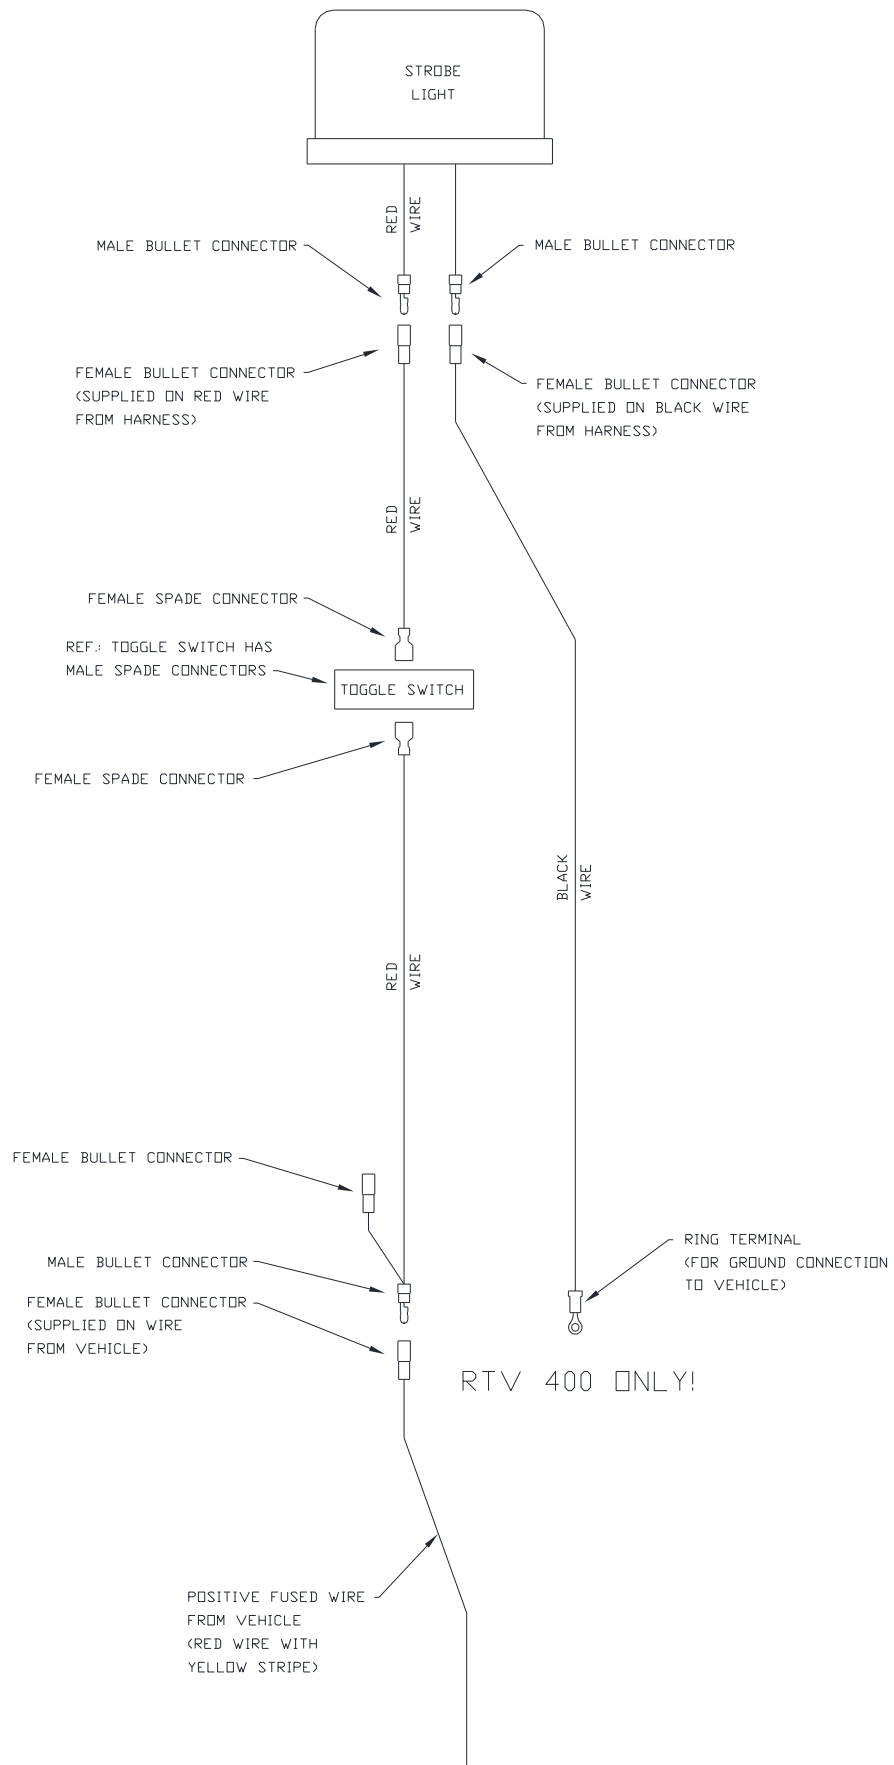 STROBE
LIGHT
RED
WIRE
MALE BULLET CONNECTOR
MALE BULLET CONNECTOR
FEMALE BULLET CONNECTOR
(SUPPLIED ON RED WIRE
FROM HARNESS)
FEMALE BULLET CONNECTOR
(SUPPLIED ON BLACK WIRE
FROM HARNESS)
RED
WIRE
FEMALE SPADE CONNECTOR
REF.: TOGGLE SWITCH HAS
MALE SPADE CONNECTORS
TOGGLE SWITCH
FEMALE SPADE CONNECTOR
BLACK
WIRE
RED
WIRE
FEMALE BULLET CONNECTOR
RING TERMINAL
(FOR GROUND CONNECTION
TO VEHICLE)
MALE BULLET CONNECTOR
FEMALE BULLET CONNECTOR
(SUPPLIED ON WIRE
FROM VEHICLE)
RTV 400 ONLY!
POSITIVE FUSED WIRE
FROM VEHICLE
(RED WIRE WITH
YELLOW STRIPE)